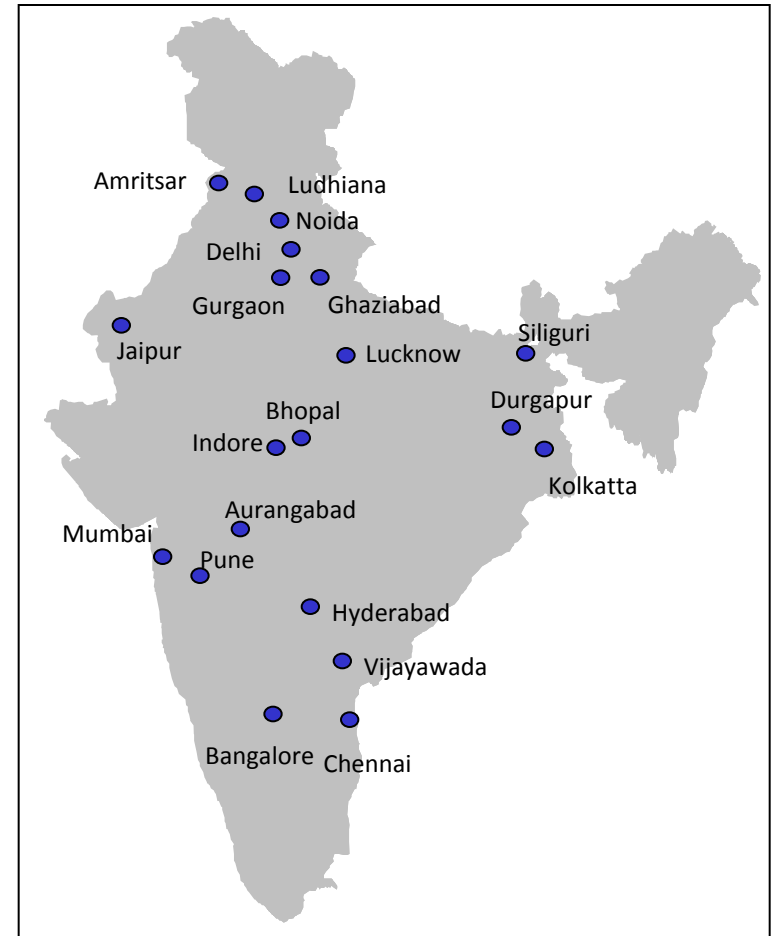 Amritsar
Ludhiana
Noida
Delhi
Gurgaon
Ghaziabad
Jaipur
Siliguri
Lucknow
Durgapur
Bhopal
Indore
Kolkatta
Aurangabad
Mumbai
Pune
Hyderabad
Vijayawada
Bangalore
Chennai